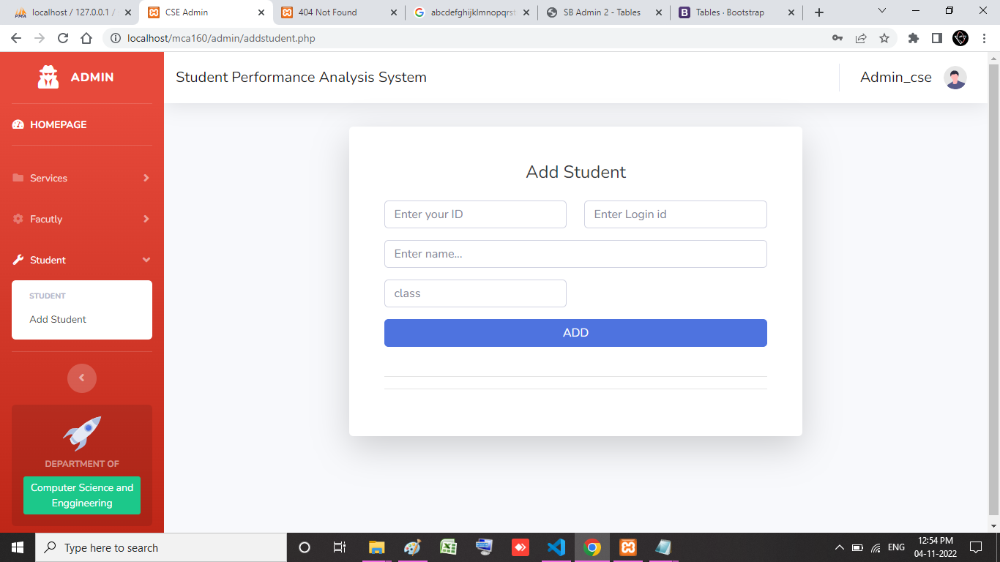 localhost / 127.0.0.1 /
CSE Admin
404 Not Found
abcdefghijklmnopqrst
SB Admin 2 - Tables
Tables · Bootstrap
localhost/mca160/admin/addstudent.php
ADMIN
Student Performance Analysis System
Admin_cse
HOMEPAGE
Services
Facutly
Student
STUDENT
Add Student
DEPARTMENT OF
Computer Science and
Enggineering
Add Student
Enter your ID
Enter Login id
Enter name...
class
ADD
Type here to search
ENG
12:54 PM
04-11-2022